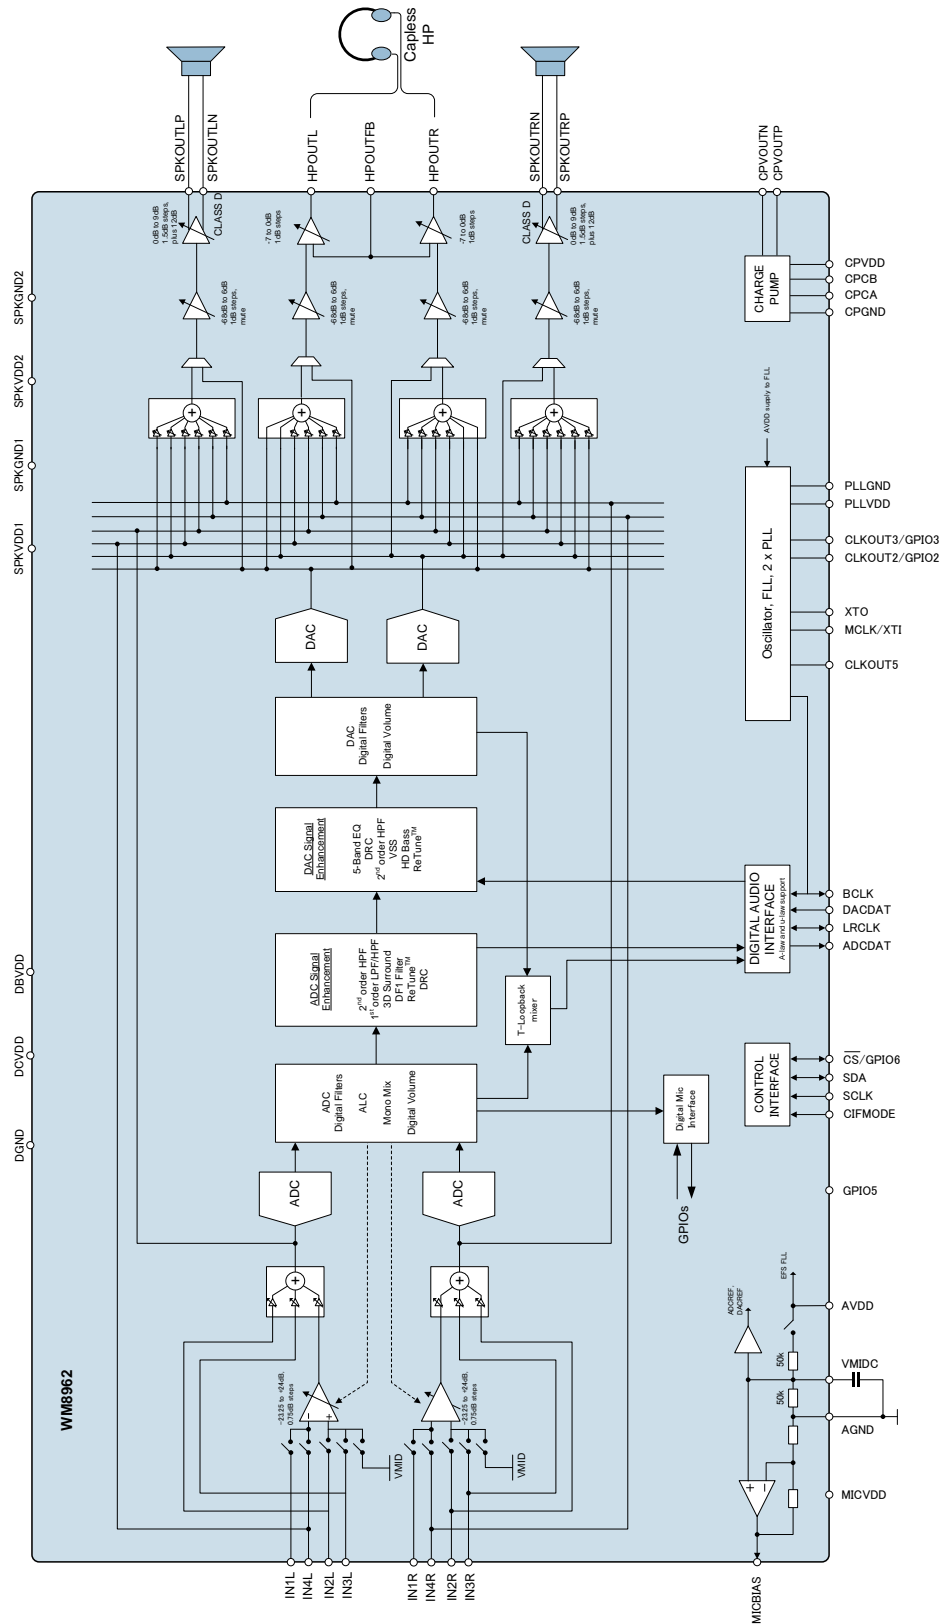 Capless
HP
SPKOUTLP
SPKOUTLN
HPOUTL
HPOUTFB
HPOUTR
SPKOUTRN
SPKOUTRP
CPVOUTN
CPVOUTP
0dB to 9dB
1.5dB steps,
plus 12dB
CLASS D
-7 to 0dB
1dB steps
-7 to 0dB
1dB steps
CLASS D
0dB to 9dB
1.5dB steps,
plus 12dB
SPKGND2
-68dB to 6dB
1dB steps,
mute
-68dB to 6dB
1dB steps,
mute
-68dB to 6dB
1dB steps,
mute
-68dB to 6dB
1dB steps,
mute
CHARGE
PUMP
CPVDD
CPCB
CPCA
CPGND
SPKVDD2
SPKGND1
SPKVDD1
AVDD supply to FLL
Oscillator, FLL, 2 x PLL
PLLGND
PLLVDD
CLKOUT3/GPIO3
CLKOUT2/GPIO2
XTO
MCLK/XTI
CLKOUT5
DAC
DAC
DAC
Digital Filters
Digital Volume
DAC Signal
Enhancement
5-Band EQ
DRC
2nd order HPF
VSS
HD Bass
ReTune™
DIGITAL AUDIO
INTERFACE
A-law and u-law support
BCLK
DACDAT
LRCLK
ADCDAT
DBVDD
ADC Signal
Enhancement
2nd order HPF
1st order LPF/HPF
3D Surround
DF1 Filter
ReTune™
DRC
T-Loopback
mixer
DCVDD
DGND
ADC
Digital Filters
ALC
Mono Mix
Digital Volume
Digital Mic
Interface
GPIOs
CONTROL
INTERFACE
CS/GPIO6
SDA
SCLK
CIFMODE
GPIO5
ADC
ADC
WM8962
-23.25 to +24dB,
0.75dB steps
-23.25 to +24dB,
0.75dB steps
VMID
VMID
ADCREF,
DACREF
EFS FLL
50k
50k
AVDD
VMIDC
AGND
MICVDD
IN1L
IN4L
IN2L
IN3L
IN1R
IN4R
IN2R
IN3R
MICBIAS